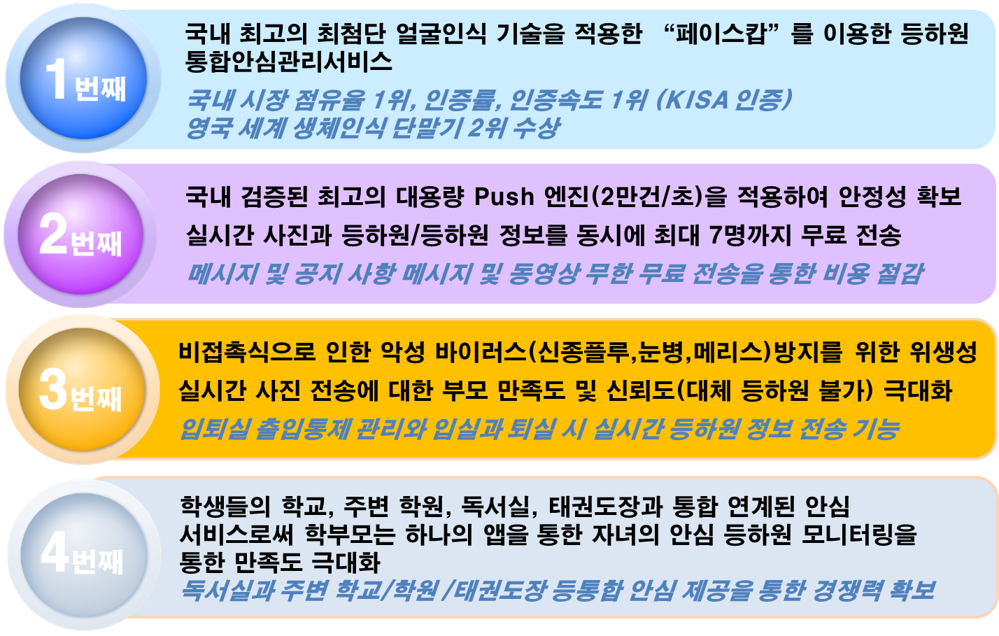 1번째
국내 최고의 최첨단 얼굴인식 기술을 적용한 “페이스캅” 를 이용한 등하원
통합안심관리서비스
국내 시장 점유율 1위, 인증률, 인증속도 1위 (KISA 인증)
영국 세계 생체인식 단말기 2위 수상
2번째
국내 검증된 최고의 대용량 Push 엔진(2만건/초)을 적용하여 안정성 확보
실시간 사진과 등하원/등하원 정보를 동시에 최대 7명까지 무료 전송
메시지 및 공지 사항 메시지 및 동영상 무한 무료 전송을 통한 비용 절감
3번째
비접촉식으로 인한 악성 바이러스(신종플루,눈병,메리스)방지를 위한 위생성
실시간 사진 전송에 대한 부모 만족도 및 신뢰도(대체 등하원 불가) 극대화
입퇴실 출입통제 관리와 입실과 퇴실 시 실시간 등하원 정보 전송 기능
4번째
학생들의 학교, 주변 학원, 독서실, 태권도장과 통합 연계된 안심
서비스로써 학부모는 하나의 앱을 통한 자녀의 안심 등하원 모니터링을
통한 만족도 극대화
독서실과 주변 학교/학원 /태권도장 등통합 안심 제공을 통한 경쟁력 확보